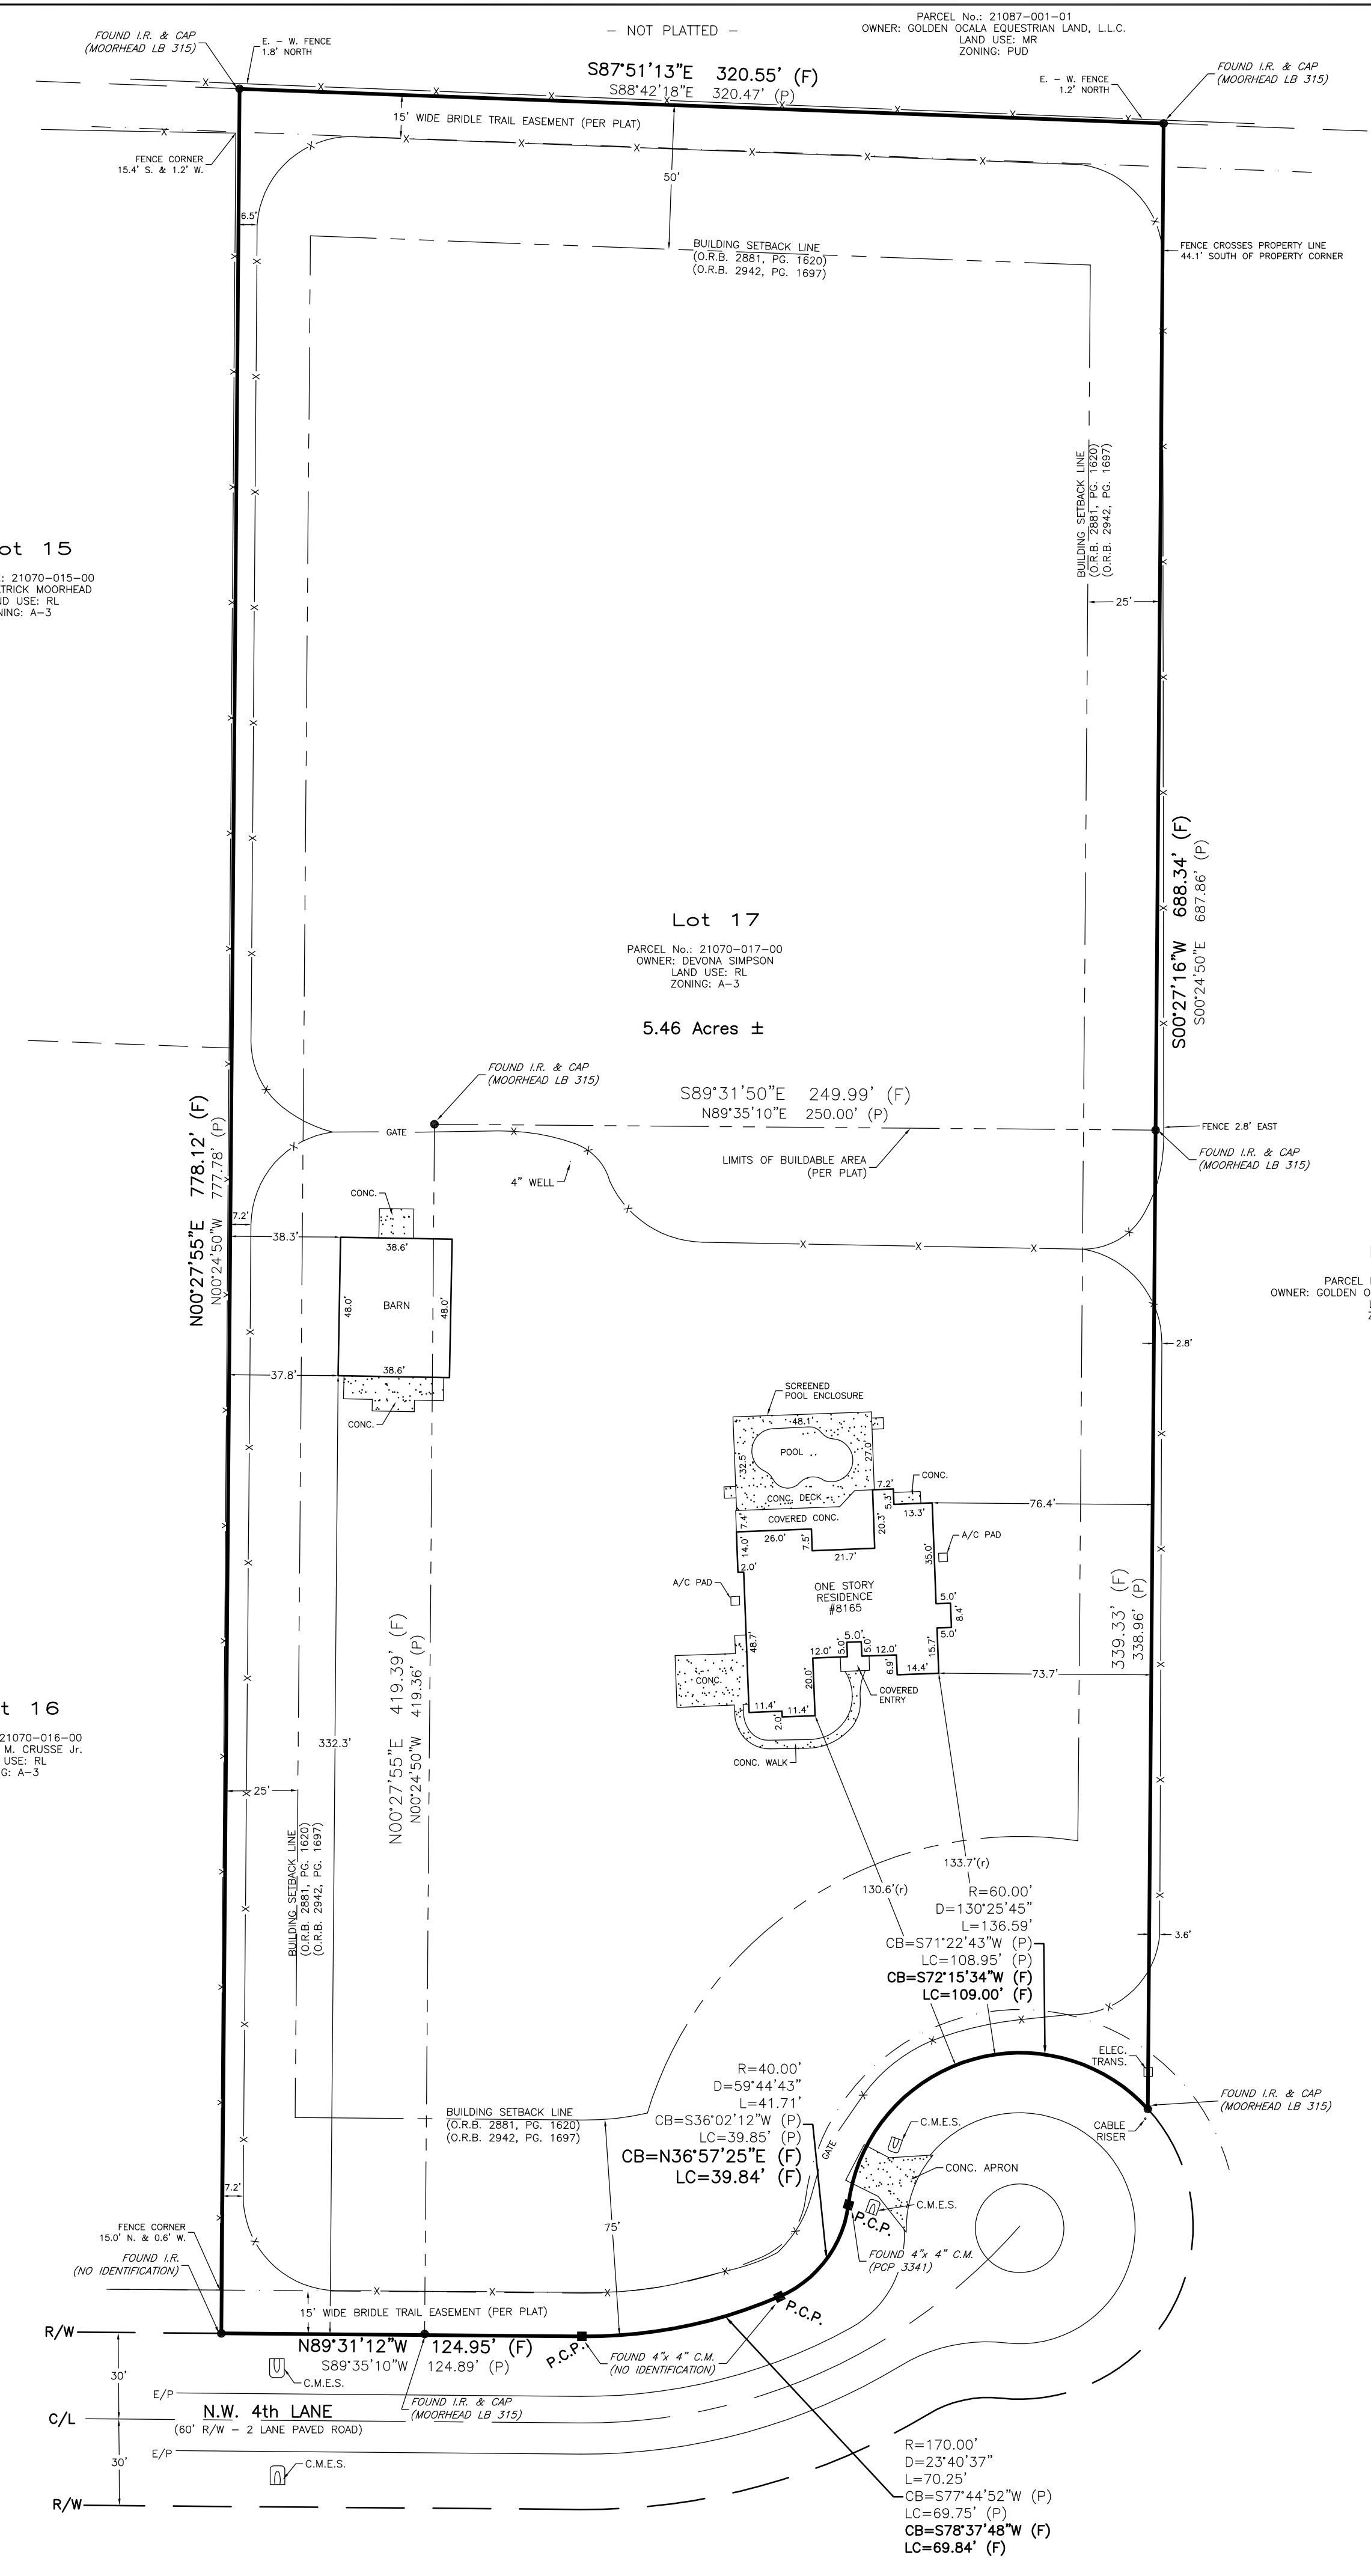 PARCEL No.: 21087-001-01
OWNER: GOLDEN OCALA EQUESTRIAN LAND, L.L.C.
LAND USE: MR
ZONING: PUD
- NOT PLATTED -
FOUND I.R. & CAP
(MOORHEAD LB 315)
E. - W. FENCE
1.8' NORTH
S87°51'13"E 320.55' (F)
S88°42'18"E 320.47' (P)
E. - W. FENCE
1.2' NORTH
FOUND I.R. & CAP
(MOORHEAD LB 315)
15' WIDE BRIDLE TRAIL EASEMENT (PER PLAT)
FENCE CORNER
15.4' S. & 1.2' W.
50'
6.5'
BUILDING SETBACK LINE
(O.R.B. 2881, PG. 1620)
(O.R.B. 2942, PG. 1697)
FENCE CROSSES PROPERTY LINE
44.1' SOUTH OF PROPERTY CORNER
BUILDING SETBACK LINE
(O.R.B. 2881, PG. 1620)
(O.R.B. 2942, PG. 1697)
25'
ot 15
.: 21070-015-00
TRICK MOORHEAD
ND USE: RL
NING: A-3
S00°27'16"W 688.34' (F)
S00°24'50"E 687.86' (P)
Lot 17
PARCEL No.: 21070-017-00
OWNER: DEVONA SIMPSON
LAND USE: RL
ZONING: A-3
5.46 Acres ±
FOUND I.R. & CAP
(MOORHEAD LB 315)
S89°31'50"E 249.99' (F)
N89°35'10"E 250.00' (P)
GATE
LIMITS OF BUILDABLE AREA
(PER PLAT)
FENCE 2.8' EAST
FOUND I.R. & CAP
(MOORHEAD LB 315)
4" WELL
N00°27'55"E 778.12' (F)
N00°24'50"W 777.78' (P)
CONC.
7.2'
38.3'
38.6'
48.0'
BARN
48.0'
38.6'
37.8'
CONC.
PARCEL
OWNER: GOLDEN O
2.8'
SCREENED
POOL ENCLOSURE
48.1'
POOL
32.5'
27.0'
CONC. DECK
7.2'
CONC.
5.3'
13.3'
76.4'
7.4'
COVERED CONC.
20.3'
26.0'
7.5'
14.0'
21.7'
A/C PAD
35.0'
2.0'
A/C PAD
ONE STORY
RESIDENCE
#8165
5.0'
8.4'
5.0'
48.7'
5.0'
12.0'
5.0'
5.0'
12.0'
15.7'
6.9'
14.4'
73.7'
CONC.
20.0'
COVERED
ENTRY
11.4'
2.0'
11.4'
CONC. WALK
339.33' (F)
338.96' (P)
N00°27'55"E 419.39' (F)
N00°24'50"W 419.36' (P)
332.3'
t 16
21070-016-00
M. CRUSSE Jr.
USE: RL
G: A-3
25'
BUILDING SETBACK LINE
(O.R.B. 2881, PG. 1620)
(O.R.B. 2942, PG. 1697)
133.7'(r)
130.6'(r)
R=60.00'
D=130°25'45"
L=136.59'
CB=S71°22'43"W (P)
LC=108.95' (P)
CB=S72°15'34"W (F)
LC=109.00' (F)
3.6'
ELEC.
TRANS.
FOUND I.R. & CAP
(MOORHEAD LB 315)
CABLE
RISER
R=40.00'
D=59°44'43"
L=41.71'
CB=S36°02'12"W (P)
LC=39.85' (P)
CB=N36°57'25"E (F)
LC=39.84' (F)
BUILDING SETBACK LINE
(O.R.B. 2881, PG. 1620)
(O.R.B. 2942, PG. 1697)
GATE
C.M.E.S.
CONC. APRON
C.M.E.S.
P.C.P.
FOUND 4"x 4" C.M.
(PCP 3341)
7.2'
75'
FENCE CORNER
15.0' N. & 0.6' W.
FOUND I.R.
(NO IDENTIFICATION)
15' WIDE BRIDLE TRAIL EASEMENT (PER PLAT)
P.C.P.
R/W
N89°31'12"W 124.95' (F)
S89°35'10"W 124.89' (P)
P.C.P.
FOUND 4"x 4" C.M.
(NO IDENTIFICATION)
30'
C.M.E.S.
E/P
FOUND I.R. & CAP
(MOORHEAD LB 315)
C/L
N.W. 4th LANE
(60' R/W - 2 LANE PAVED ROAD)
E/P
30'
C.M.E.S.
R/W
R=170.00'
D=23°40'37"
L=70.25'
CB=S77°44'52"W (P)
LC=69.75' (P)
CB=S78°37'48"W (F)
LC=69.84' (F)